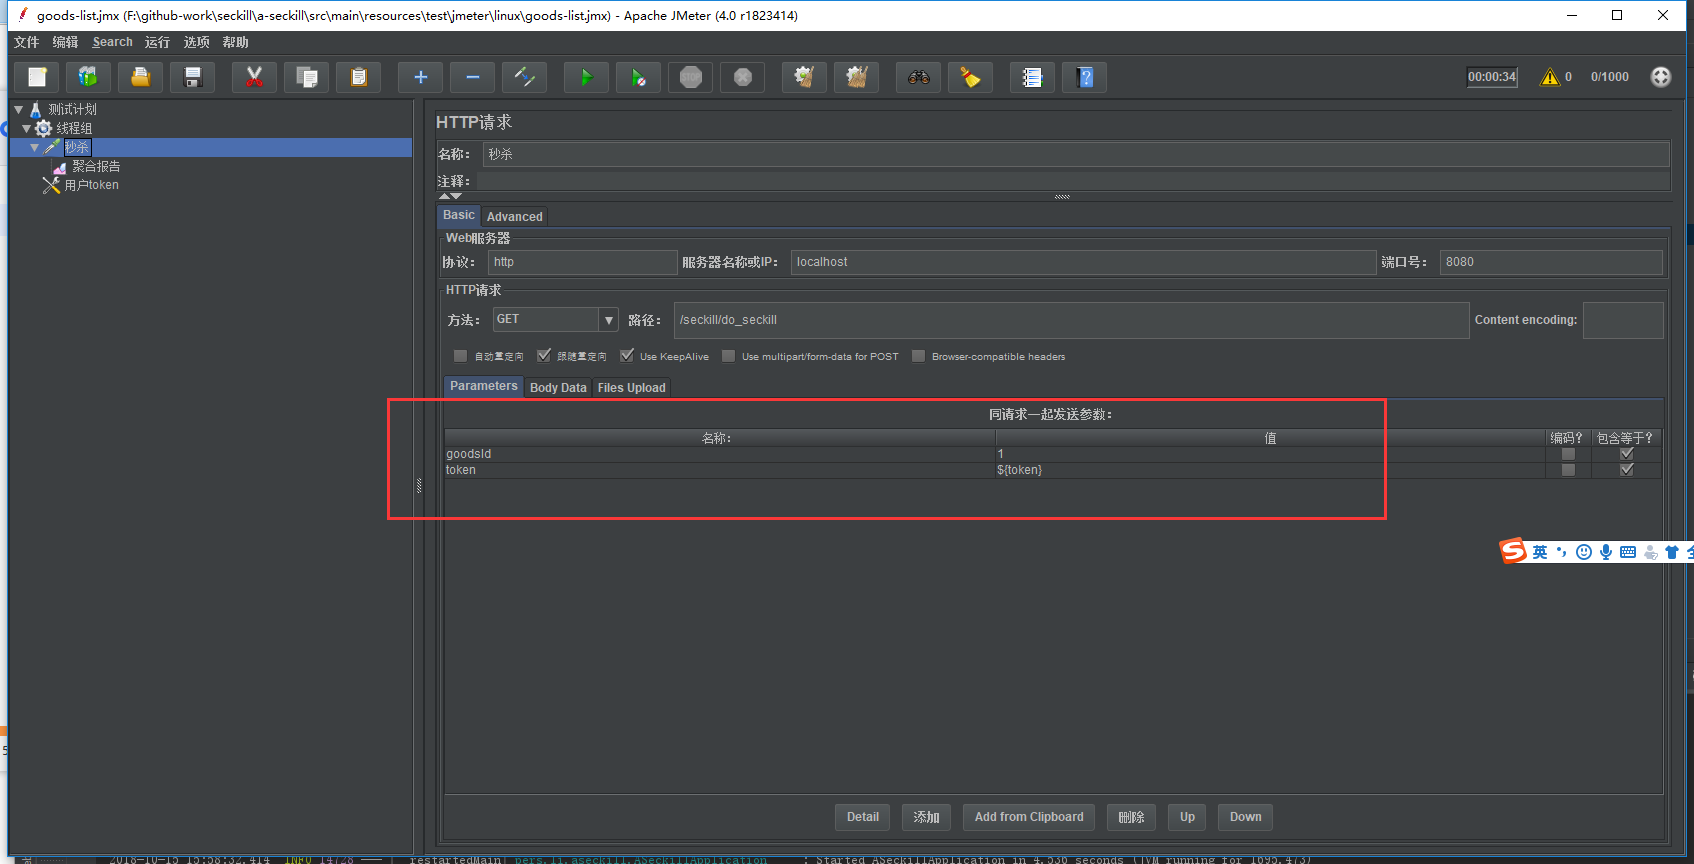 goods-list.jmx (F:\github-work\seckill\a-seckill\src\main\resources\test\jmeter\linux\goods-list.jmx) - Apache JMeter (4.0 r1823414)
文件 编辑 Search 运行 选项 帮助
STOP
00:00:34 0 0/1000
测试计划
线程组
秒杀
聚合报告
用户token
HTTP请求
名称： 秒杀
注释：
Basic Advanced
Web服务器
协议： http 服务器名称或IP： localhost 端口号： 8080
HTTP请求
方法： GET 路径： /seckill/do_seckill Content encoding:
自动重定向 跟随重定向 Use KeepAlive Use multipart/form-data for POST Browser-compatible headers
Parameters Body Data Files Upload
同请求一起发送参数：
名称： 值 编码？ 包含等于？
goodsId 1
token ${token}
英
Detail 添加 Add from Clipboard 删除 Up Down
2018-10-15 15:58:32.414 INFO 14728 --- [ restartedMain] pers.li.aseckill.ASeckillApplication : Started ASeckillApplication in 4.536 seconds (JVM running for 1695.473)